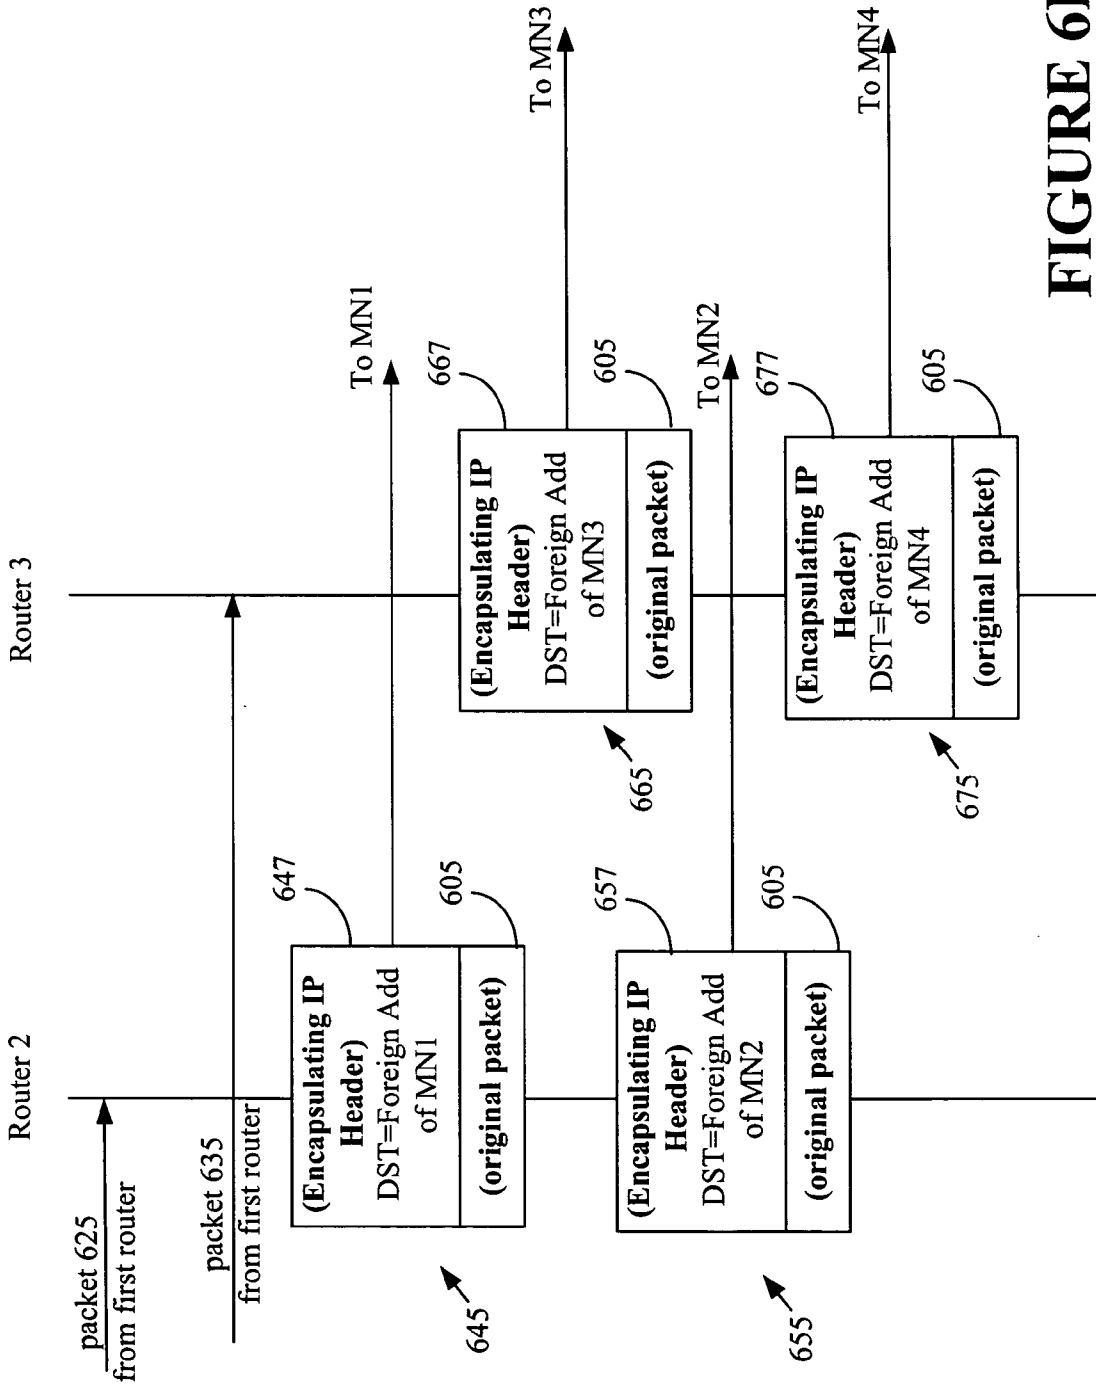 Router 2
Router 3
packet 625
from first router
packet 635
from first router
647
(Encapsulating IP
Header)
DST=Foreign Add
of MN1
To MN1
605
(original packet)
645
667
(Encapsulating IP
Header)
DST=Foreign Add
of MN3
To MN3
605
(original packet)
665
657
(Encapsulating IP
Header)
DST=Foreign Add
of MN2
To MN2
605
(original packet)
655
677
(Encapsulating IP
Header)
DST=Foreign Add
of MN4
To MN4
605
(original packet)
675
FIGURE